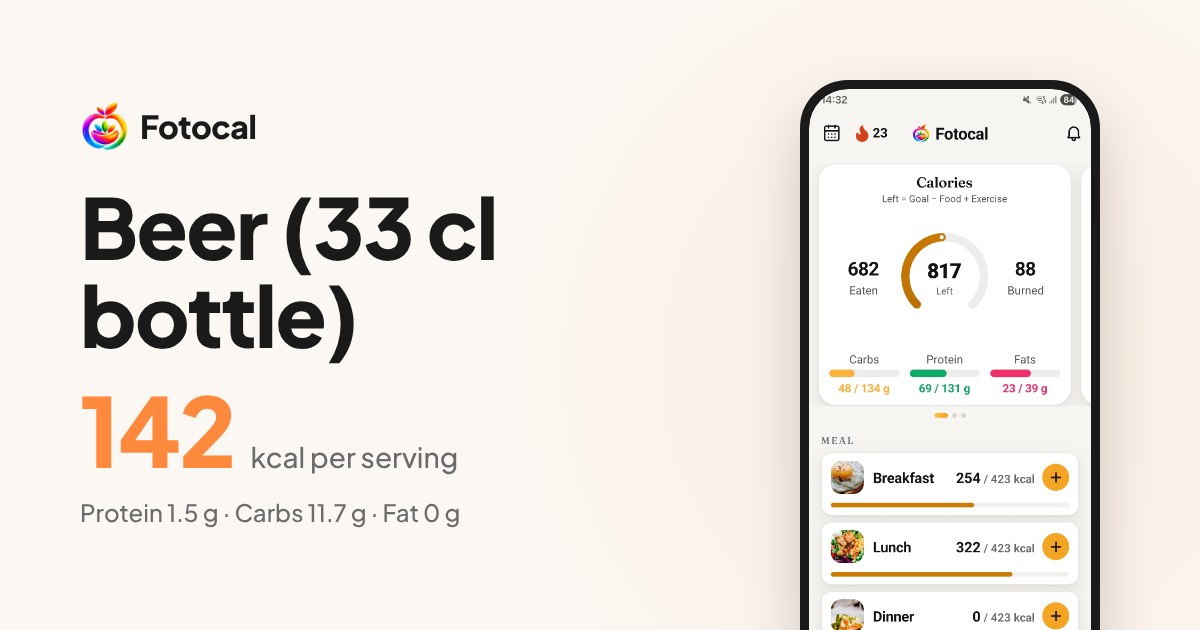 Fotocal
Beer (33 cl
bottle)
142 kcal per serving
Protein 1.5 g · Carbs 11.7 g · Fat 0 g
14:32 84
23 Fotocal
Calories
Left = Goal − Food + Exercise
682 817 88
Eaten Left Burned
Carbs Protein Fats
48 / 134 g 69 / 131 g 23 / 39 g
MEAL
Breakfast 254 / 423 kcal +
Lunch 322 / 423 kcal +
Dinner 0 / 423 kcal +